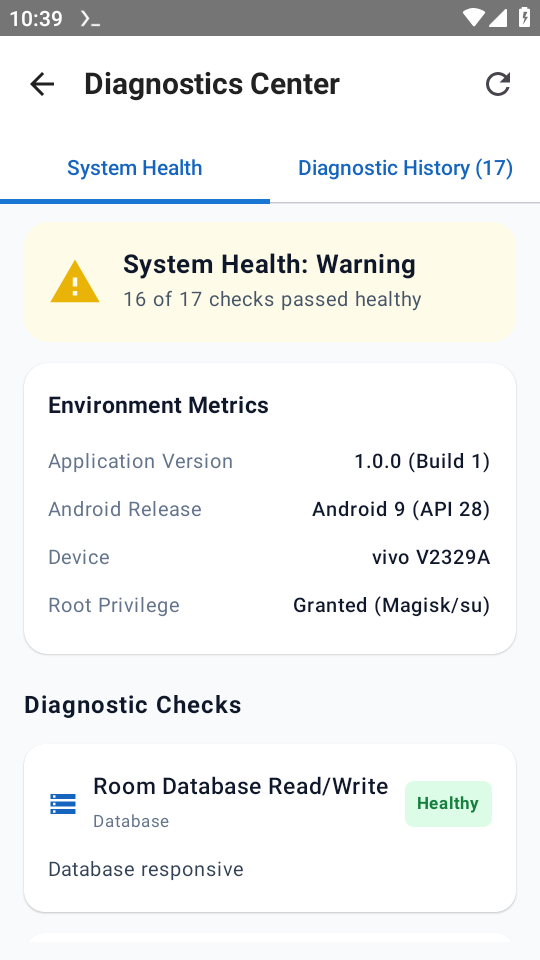 10:39
Diagnostics Center
System Health
Diagnostic History (17)
System Health: Warning
16 of 17 checks passed healthy
Environment Metrics
Application Version
1.0.0 (Build 1)
Android Release
Android 9 (API 28)
Device
vivo V2329A
Root Privilege
Granted (Magisk/su)
Diagnostic Checks
Room Database Read/Write
Database
Healthy
Database responsive